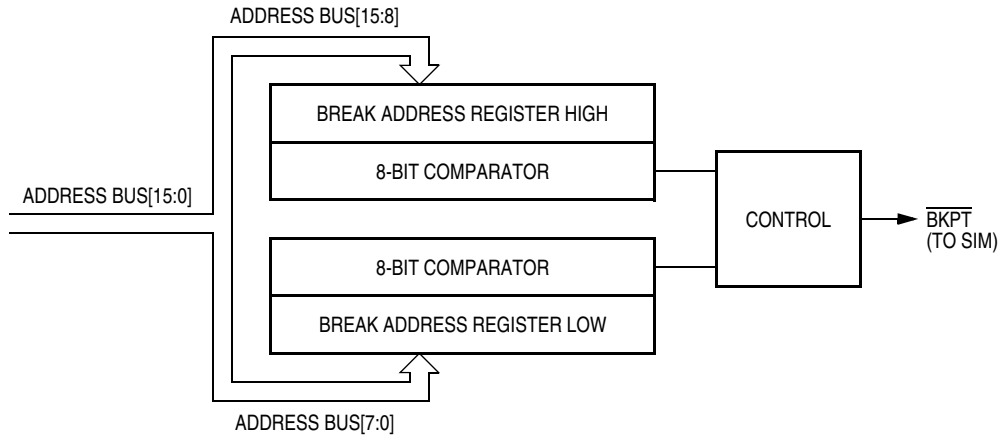 ADDRESS BUS[15:8]
BREAK ADDRESS REGISTER HIGH
8-BIT COMPARATOR
ADDRESS BUS[15:0]
CONTROL
BKPT
(TO SIM)
8-BIT COMPARATOR
BREAK ADDRESS REGISTER LOW
ADDRESS BUS[7:0]